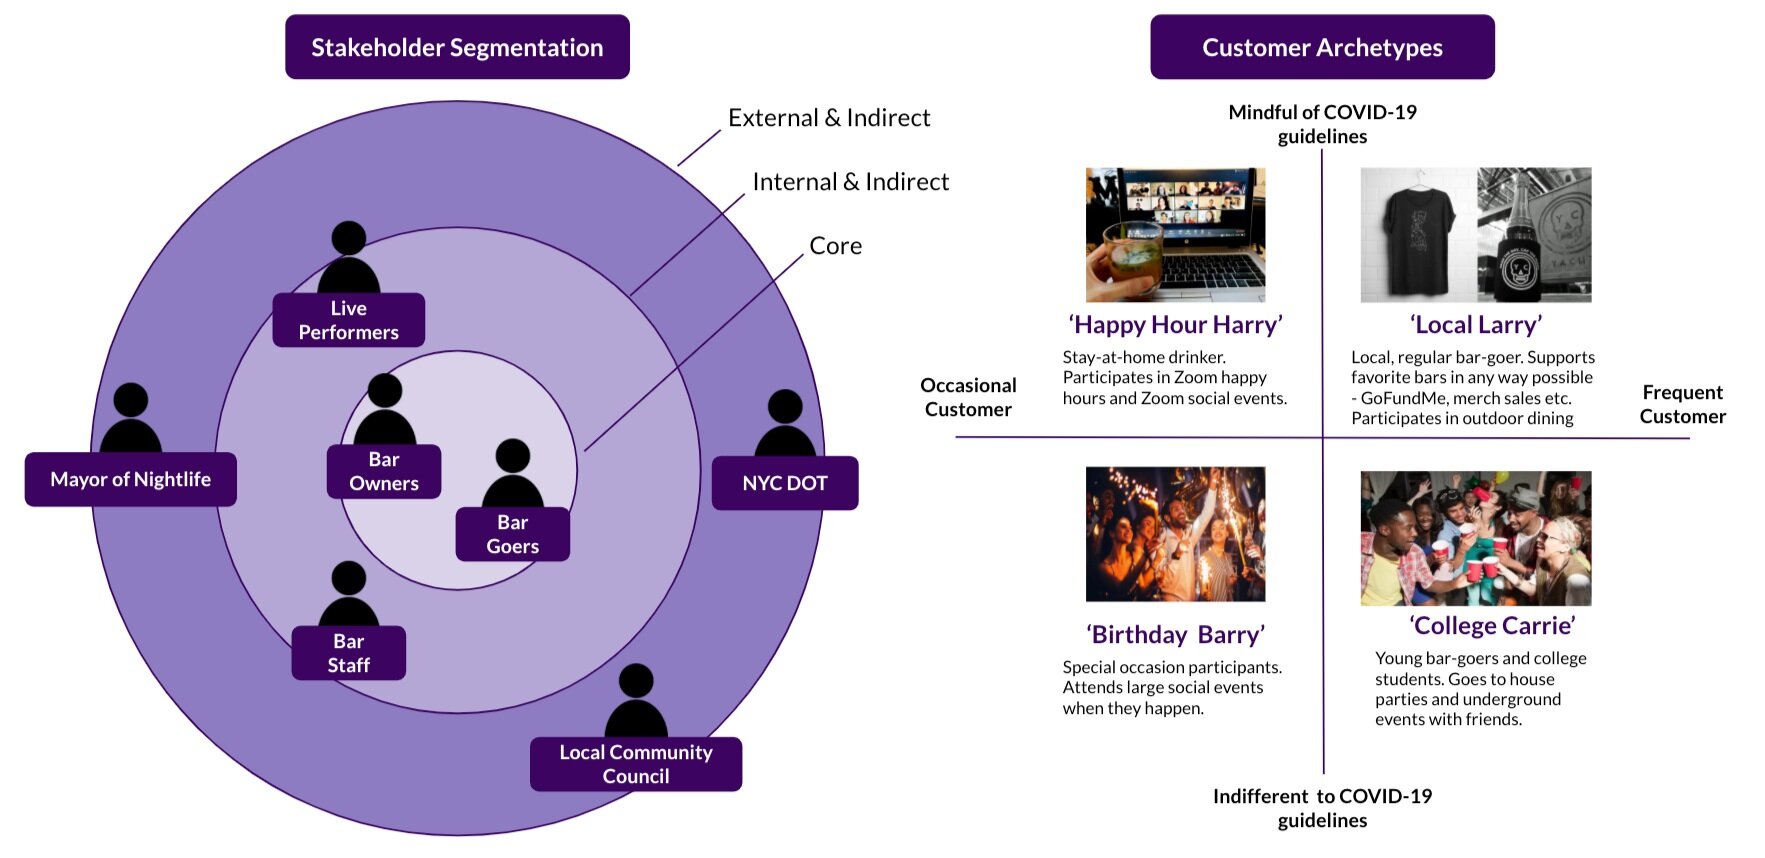 Stakeholder Segmentation
External & Indirect
Internal & Indirect
Core
Live
Performers
Mayor of Nightlife
Bar
Owners
Bar
Goers
NYC DOT
Bar
Staff
Local Community
Council
Customer Archetypes
Mindful of COVID-19
guidelines
Occasional
Customer
Frequent
Customer
‘Happy Hour Harry’
Stay-at-home drinker.
Participates in Zoom happy
hours and Zoom social events.
Y C
YACHT
‘Local Larry’
Local, regular bar-goer. Supports
favorite bars in any way possible
- GoFundMe, merch sales etc.
Participates in outdoor dining
‘Birthday  Barry’
Special occasion participants.
Attends large social events
when they happen.
‘College Carrie’
Young bar-goers and college
students. Goes to house
parties and underground
events with friends.
Indifferent  to COVID-19
guidelines